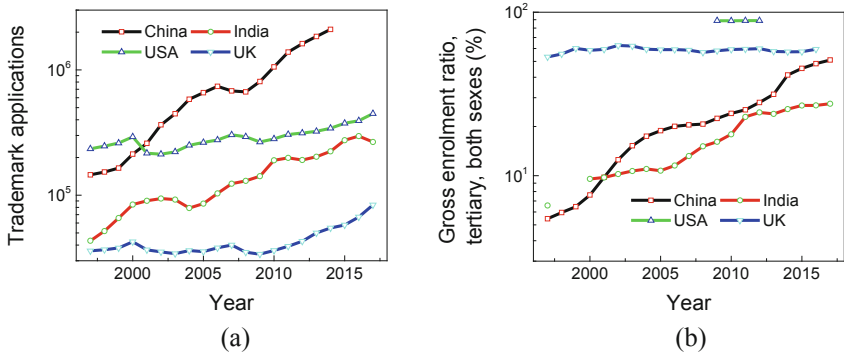 Trademark applications
10^6
10^5
China
India
USA
UK
2000
2005
2010
2015
Year
(a)
Gross enrolment ratio,
tertiary, both sexes (%)
10^2
10^1
China
India
USA
UK
2000
2005
2010
2015
Year
(b)